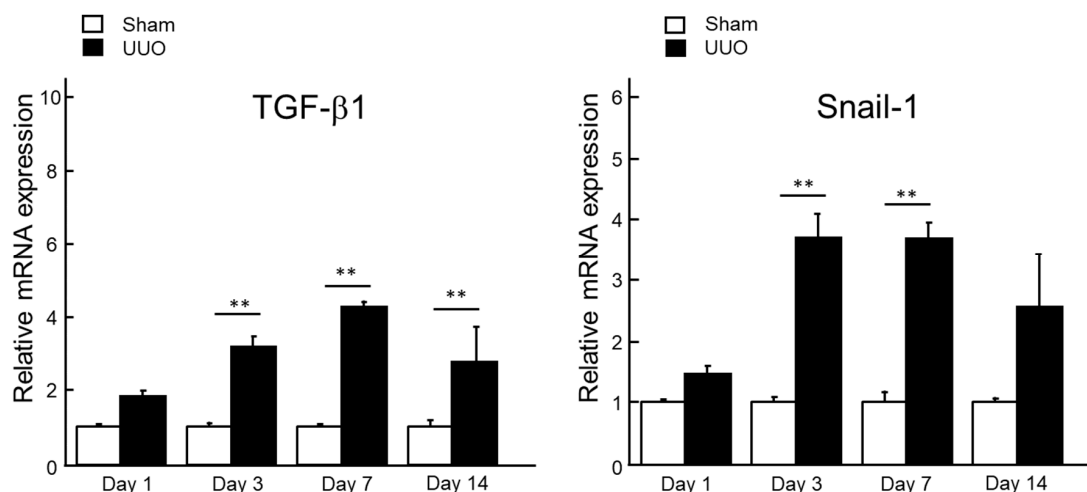 Sham
UUO
TGF-β1
Relative mRNA expression
10
8
6
4
2
0
**
**
**
Day 1
Day 3
Day 7
Day 14
Sham
UUO
Snail-1
Relative mRNA expression
6
5
4
3
2
1
0
**
**
Day 1
Day 3
Day 7
Day 14